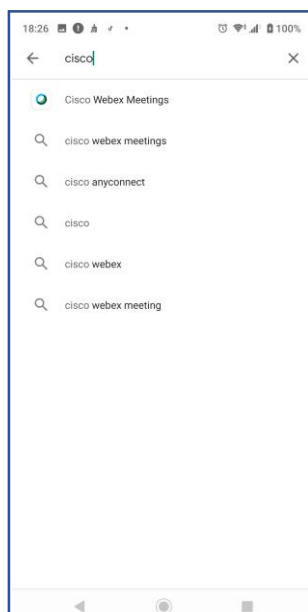 18:26 100%
cisco
Cisco Webex Meetings
cisco webex meetings
cisco anyconnect
cisco
cisco webex
cisco webex meeting